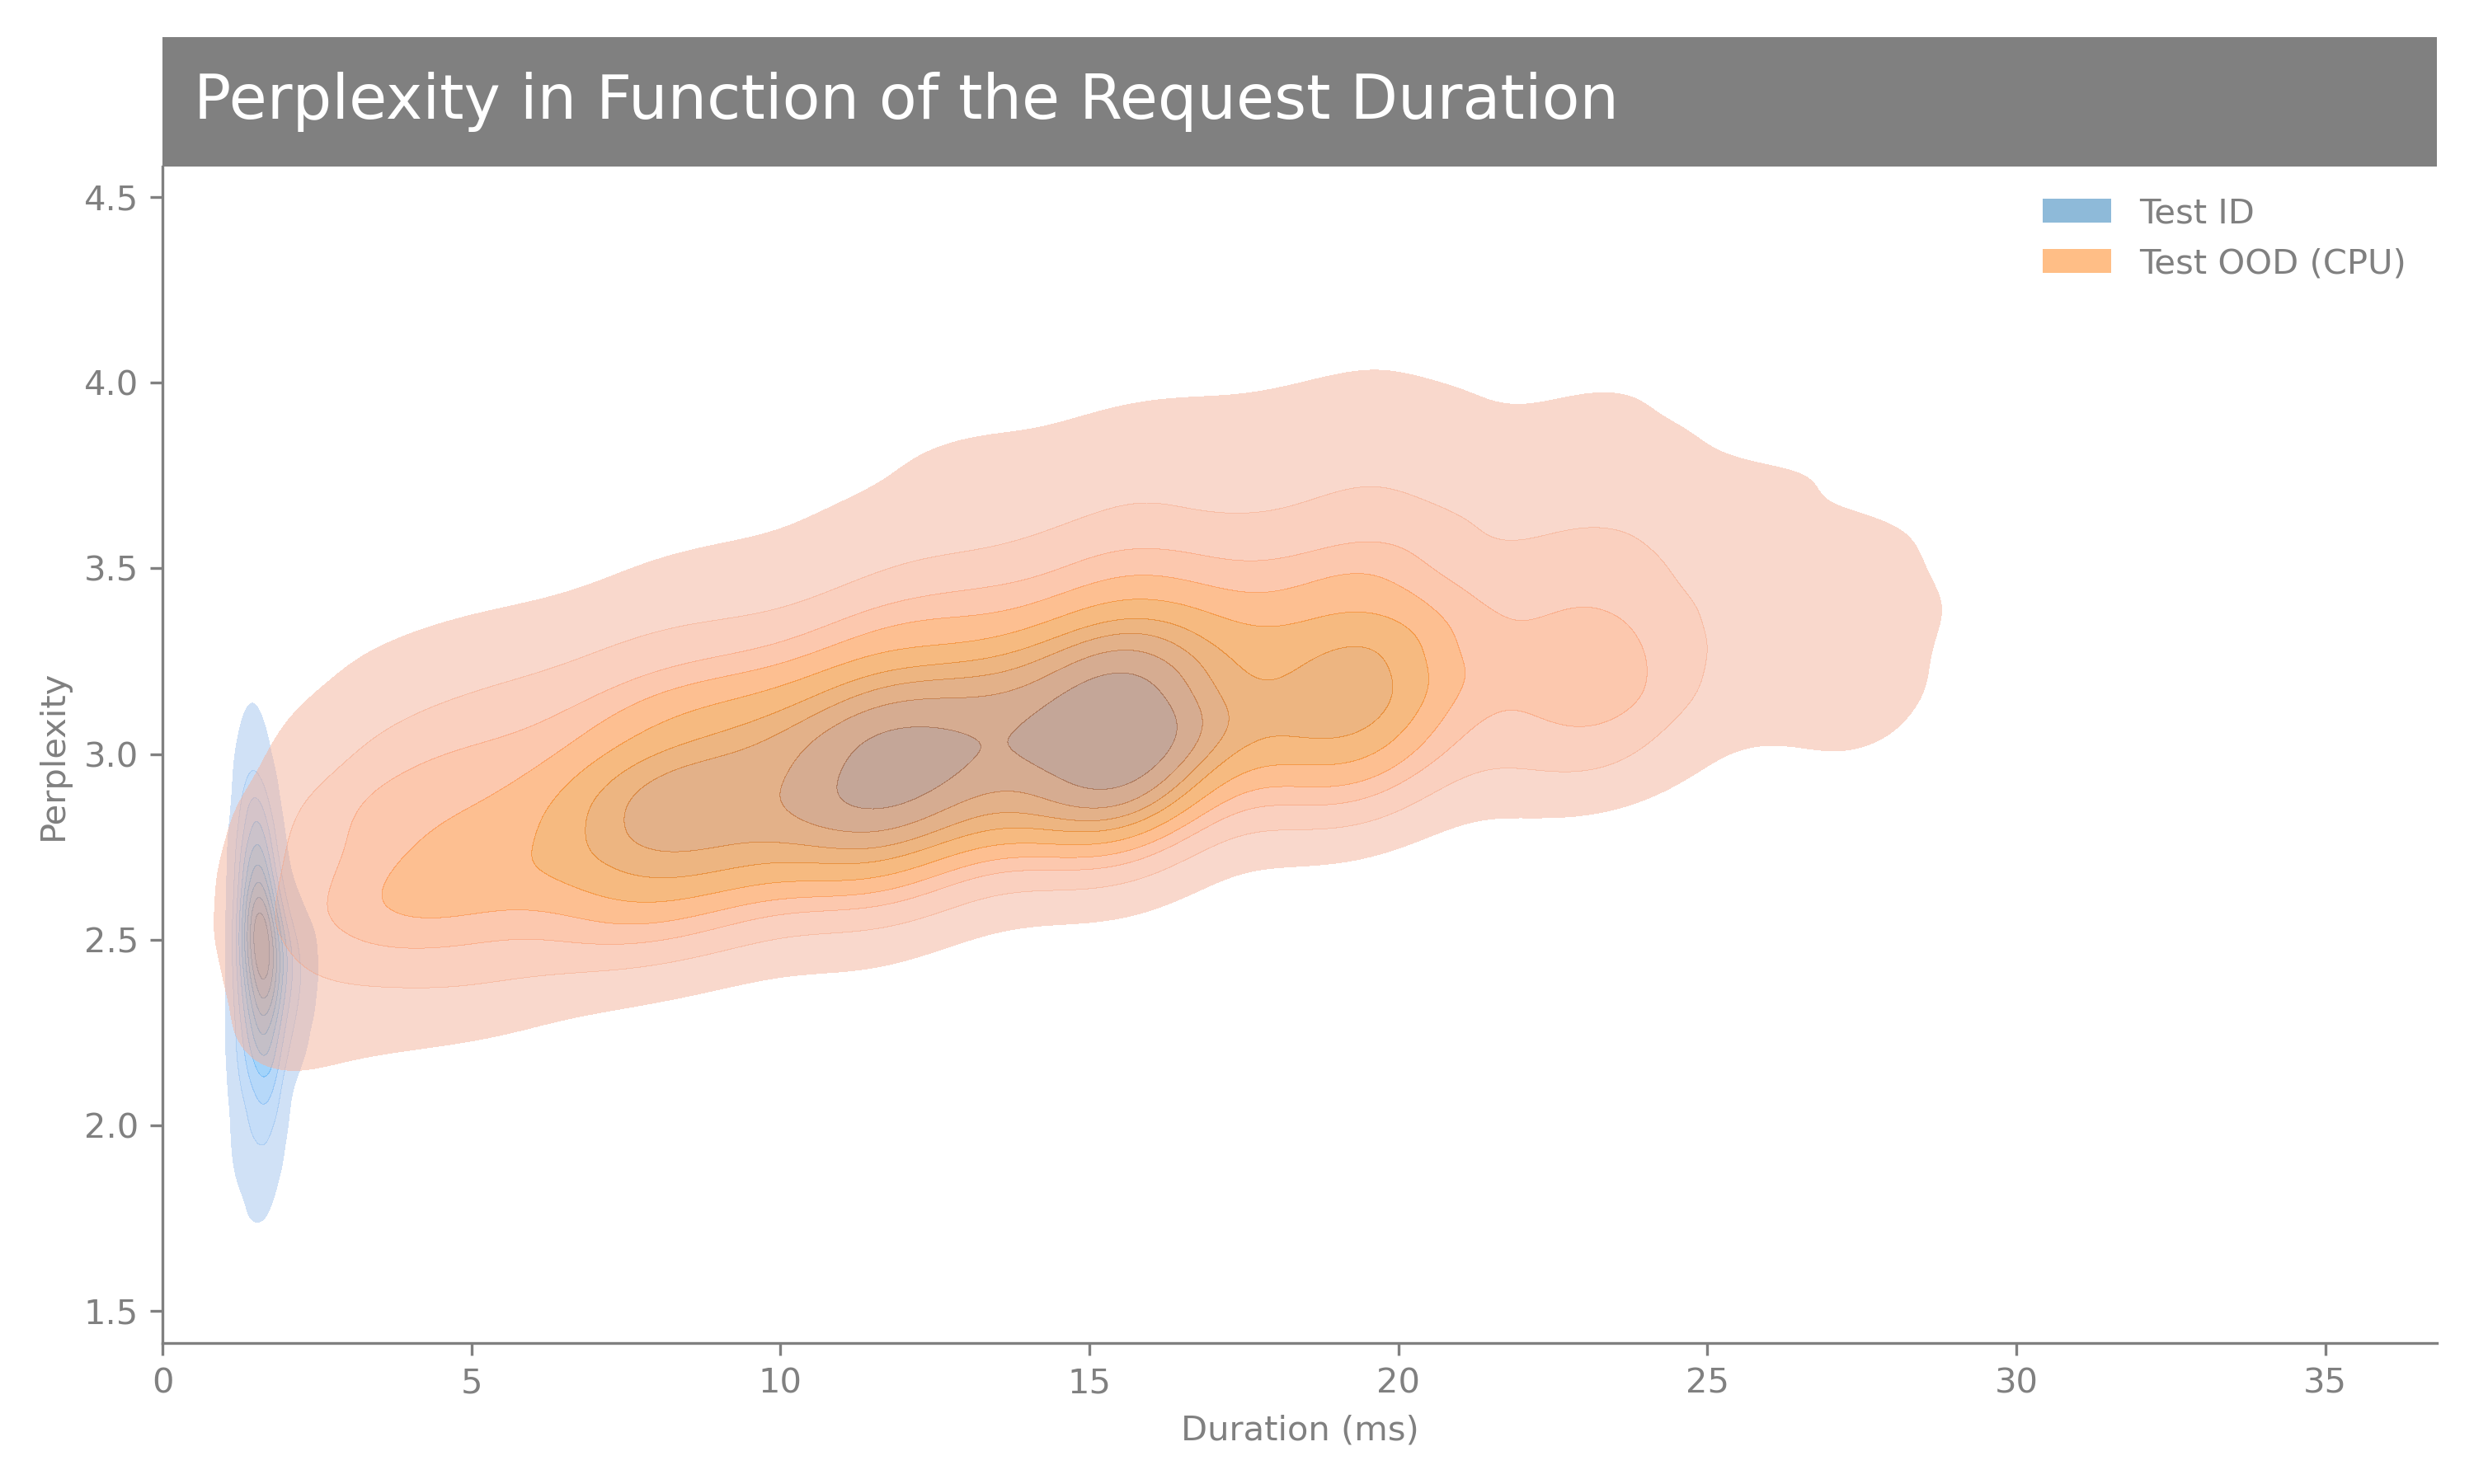 Perplexity in Function of the Request Duration
Test ID
Test OOD (CPU)
4.5
4.0
3.5
3.0
2.5
2.0
1.5
Perplexity
0 5 10 15 20 25 30 35
Duration (ms)